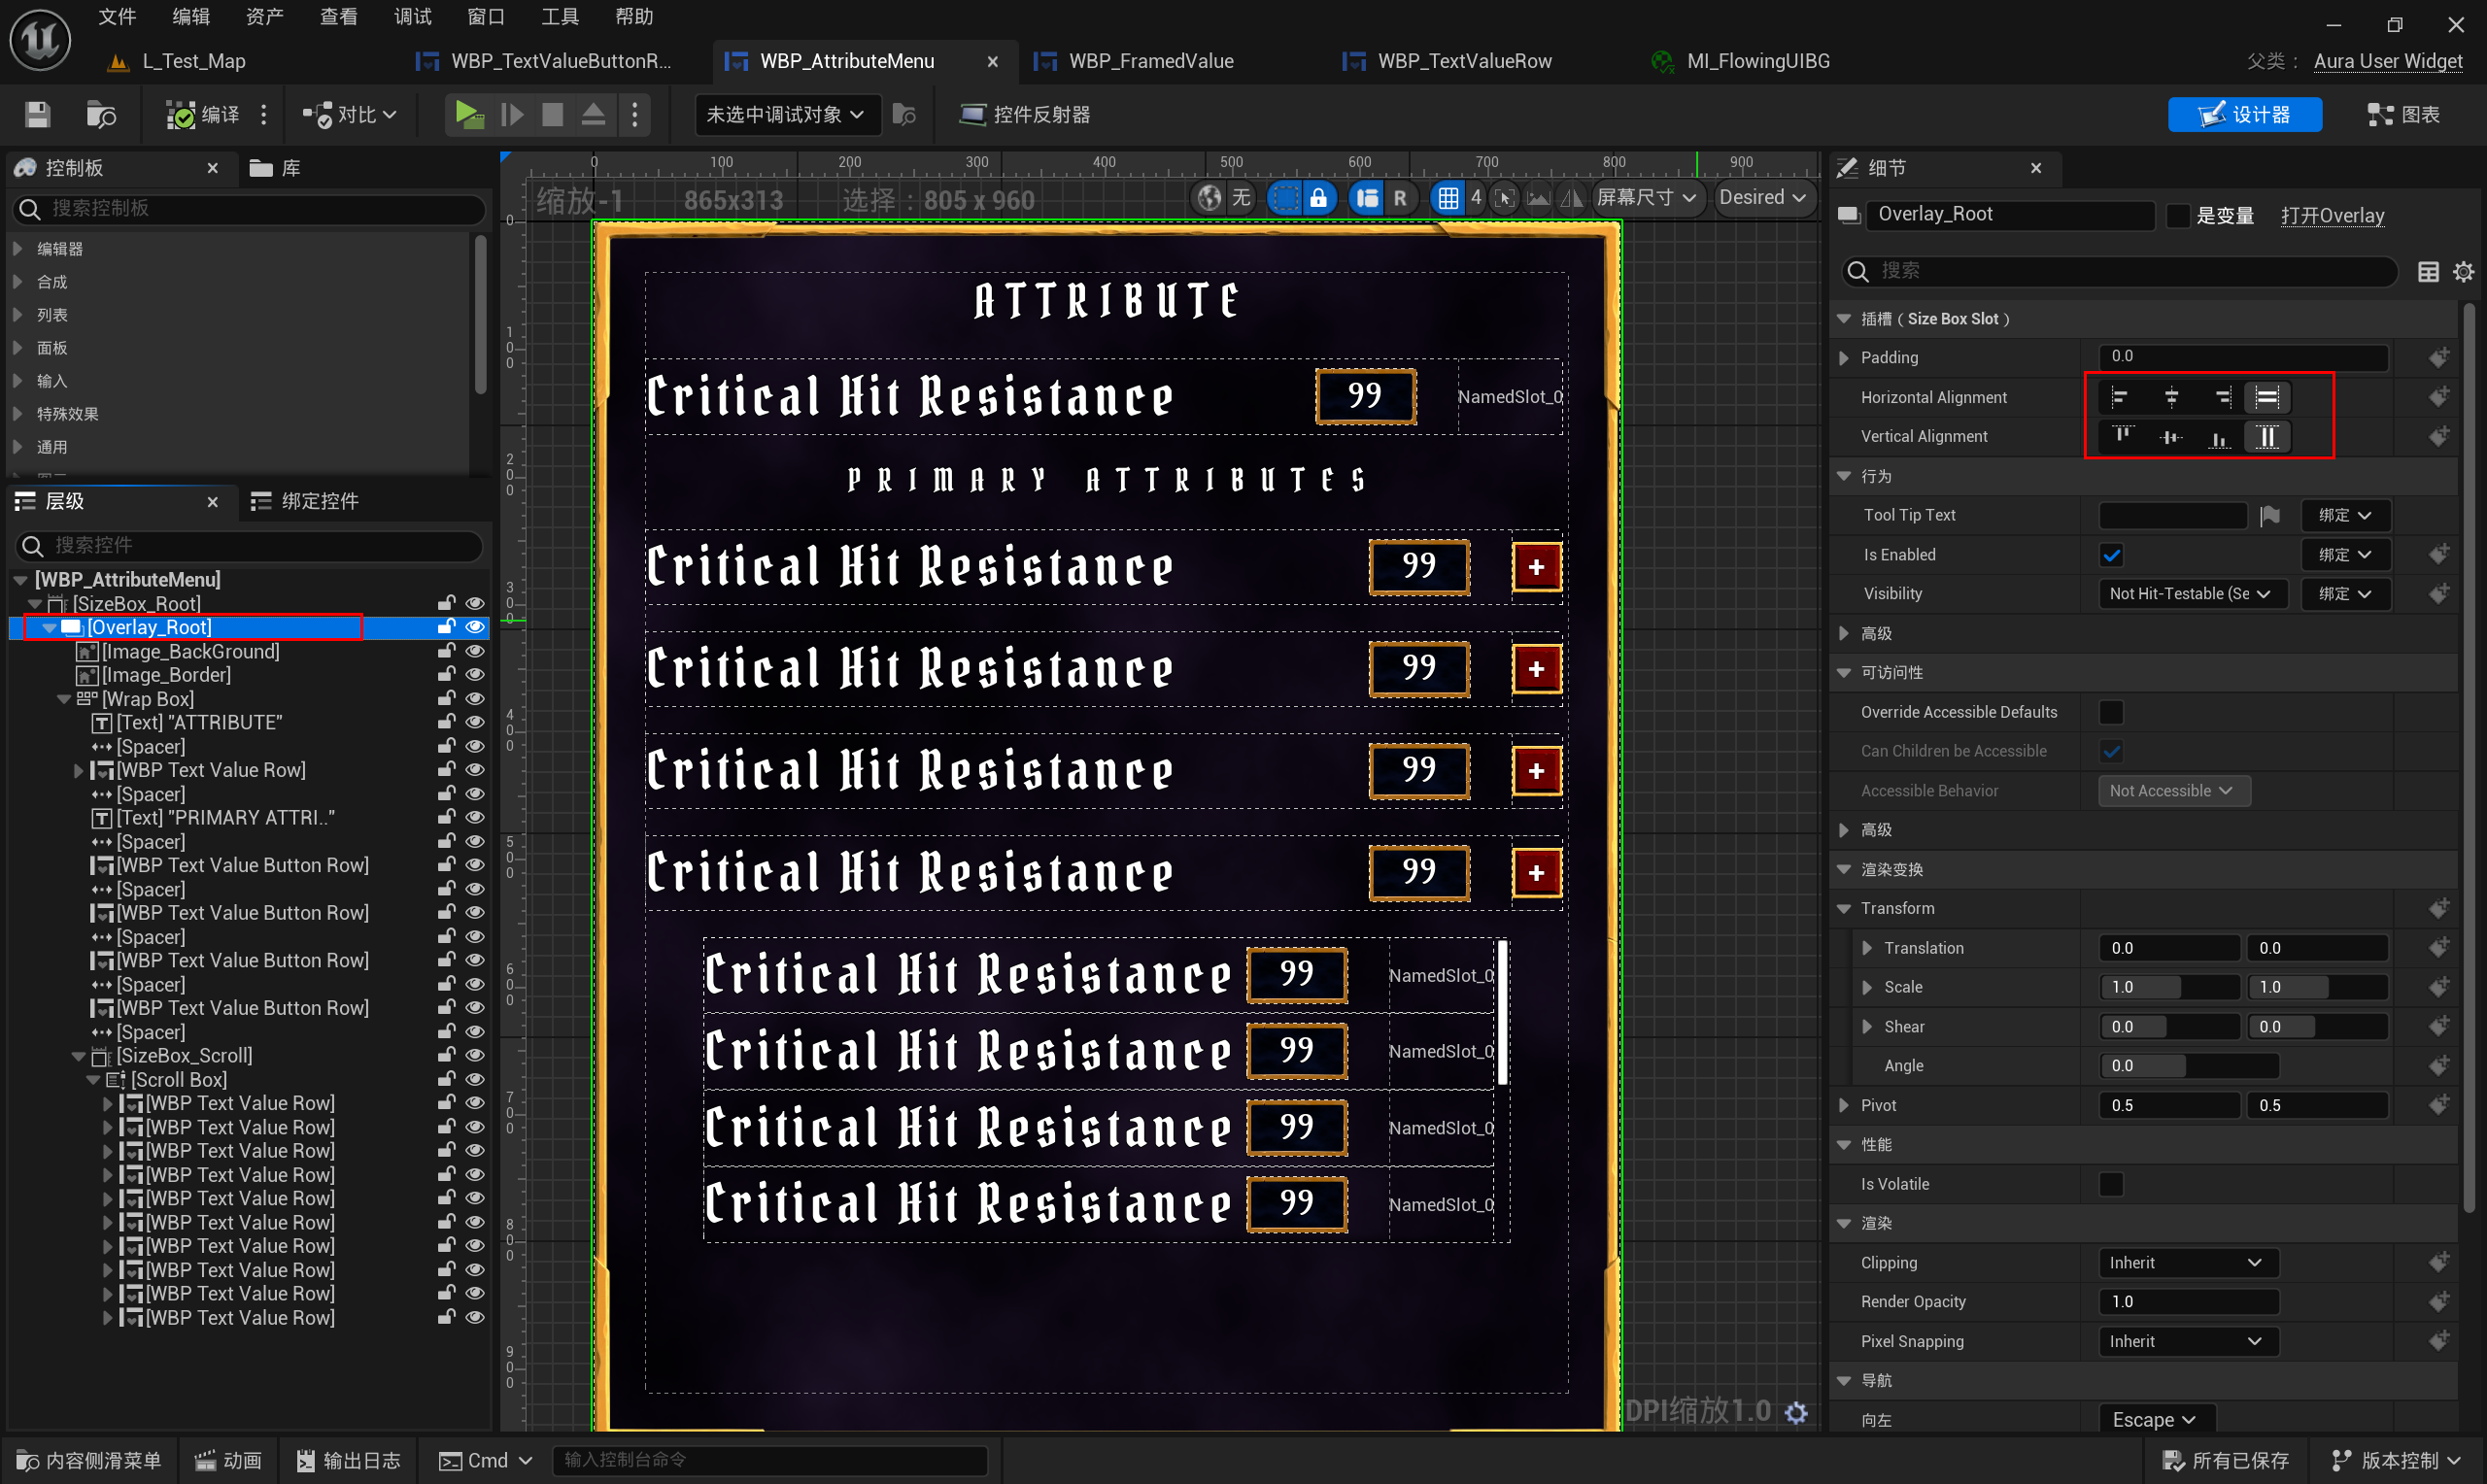 文件 编辑 资产 查看 调试 窗口 工具 帮助
L_Test_Map WBP_TextValueButtonR... WBP_AttributeMenu WBP_FramedValue WBP_TextValueRow MI_FlowingUIBG 父类： Aura User Widget
编译 对比 未选中调试对象 控件反射器 设计器 图表
控制板 库
搜索控制板
编辑器
合成
列表
面板
输入
特殊效果
通用
层级 绑定控件
搜索控件
[WBP_AttributeMenu]
[SizeBox_Root]
[Overlay_Root]
[Image_BackGround]
[Image_Border]
[Wrap Box]
[Text] "ATTRIBUTE"
[Spacer]
[WBP Text Value Row]
[Spacer]
[Text] "PRIMARY ATTRI.."
[Spacer]
[WBP Text Value Button Row]
[Spacer]
[WBP Text Value Button Row]
[Spacer]
[WBP Text Value Button Row]
[Spacer]
[WBP Text Value Button Row]
[Spacer]
[SizeBox_Scroll]
[Scroll Box]
[WBP Text Value Row]
[WBP Text Value Row]
[WBP Text Value Row]
[WBP Text Value Row]
[WBP Text Value Row]
[WBP Text Value Row]
[WBP Text Value Row]
[WBP Text Value Row]
[WBP Text Value Row]
[WBP Text Value Row]
0 100 200 300 400 500 600 700 800 900
缩放-1 865x313 选择：805 x 960 无 R 4 屏幕尺寸 Desired
0
100
200
300
400
500
600
700
800
900
ATTRIBUTE
Critical Hit Resistance 99 NamedSlot_0
PRIMARY ATTRIBUTES
Critical Hit Resistance 99 +
Critical Hit Resistance 99 +
Critical Hit Resistance 99 +
Critical Hit Resistance 99 +
Critical Hit Resistance 99 NamedSlot_0
Critical Hit Resistance 99 NamedSlot_0
Critical Hit Resistance 99 NamedSlot_0
Critical Hit Resistance 99 NamedSlot_0
DPI缩放1.0
细节
Overlay_Root 是变量 打开Overlay
搜索
插槽（Size Box Slot）
Padding 0.0
Horizontal Alignment
Vertical Alignment
行为
Tool Tip Text 绑定
Is Enabled 绑定
Visibility Not Hit-Testable (Se 绑定
高级
可访问性
Override Accessible Defaults
Can Children be Accessible
Accessible Behavior Not Accessible
高级
渲染变换
Transform
Translation 0.0 0.0
Scale 1.0 1.0
Shear 0.0 0.0
Angle 0.0
Pivot 0.5 0.5
性能
Is Volatile
渲染
Clipping Inherit
Render Opacity 1.0
Pixel Snapping Inherit
导航
向左 Escape
内容侧滑菜单 动画 输出日志 Cmd 输入控制台命令 所有已保存 版本控制